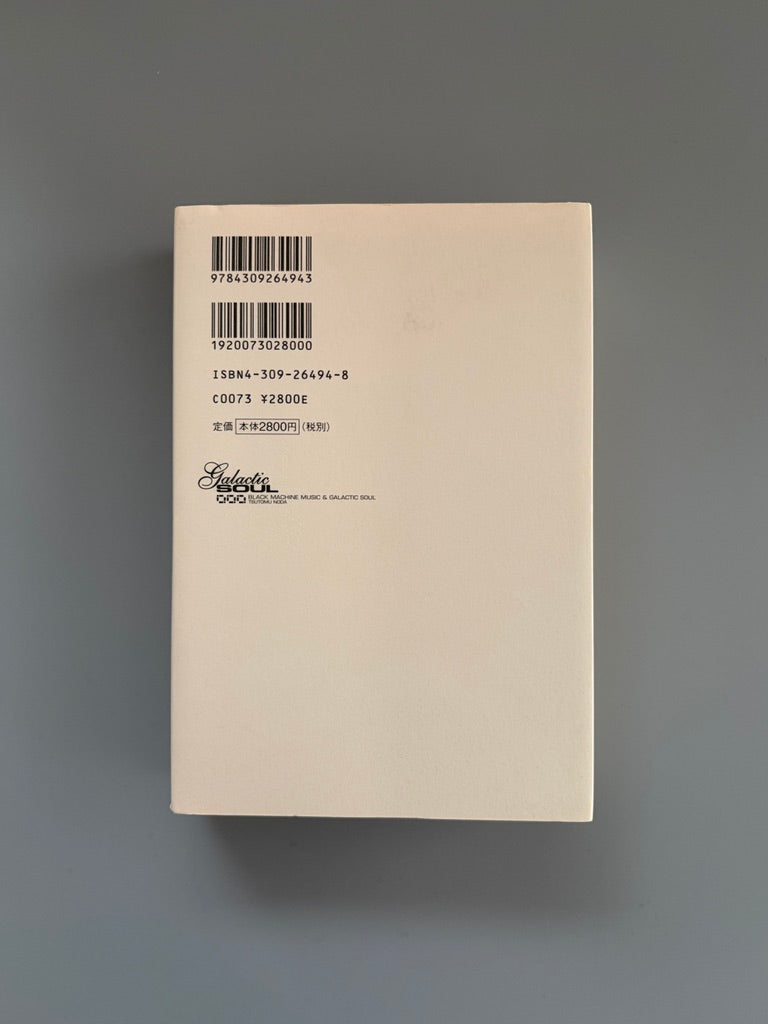 9784309264943
1920073028000
ISBN4-309-26494-8
C0073 ¥2800E
定価 本体2800円 (税別)
Galactic
SOUL
BLACK MACHINE MUSIC & GALACTIC SOUL
TSUTOMU NODA